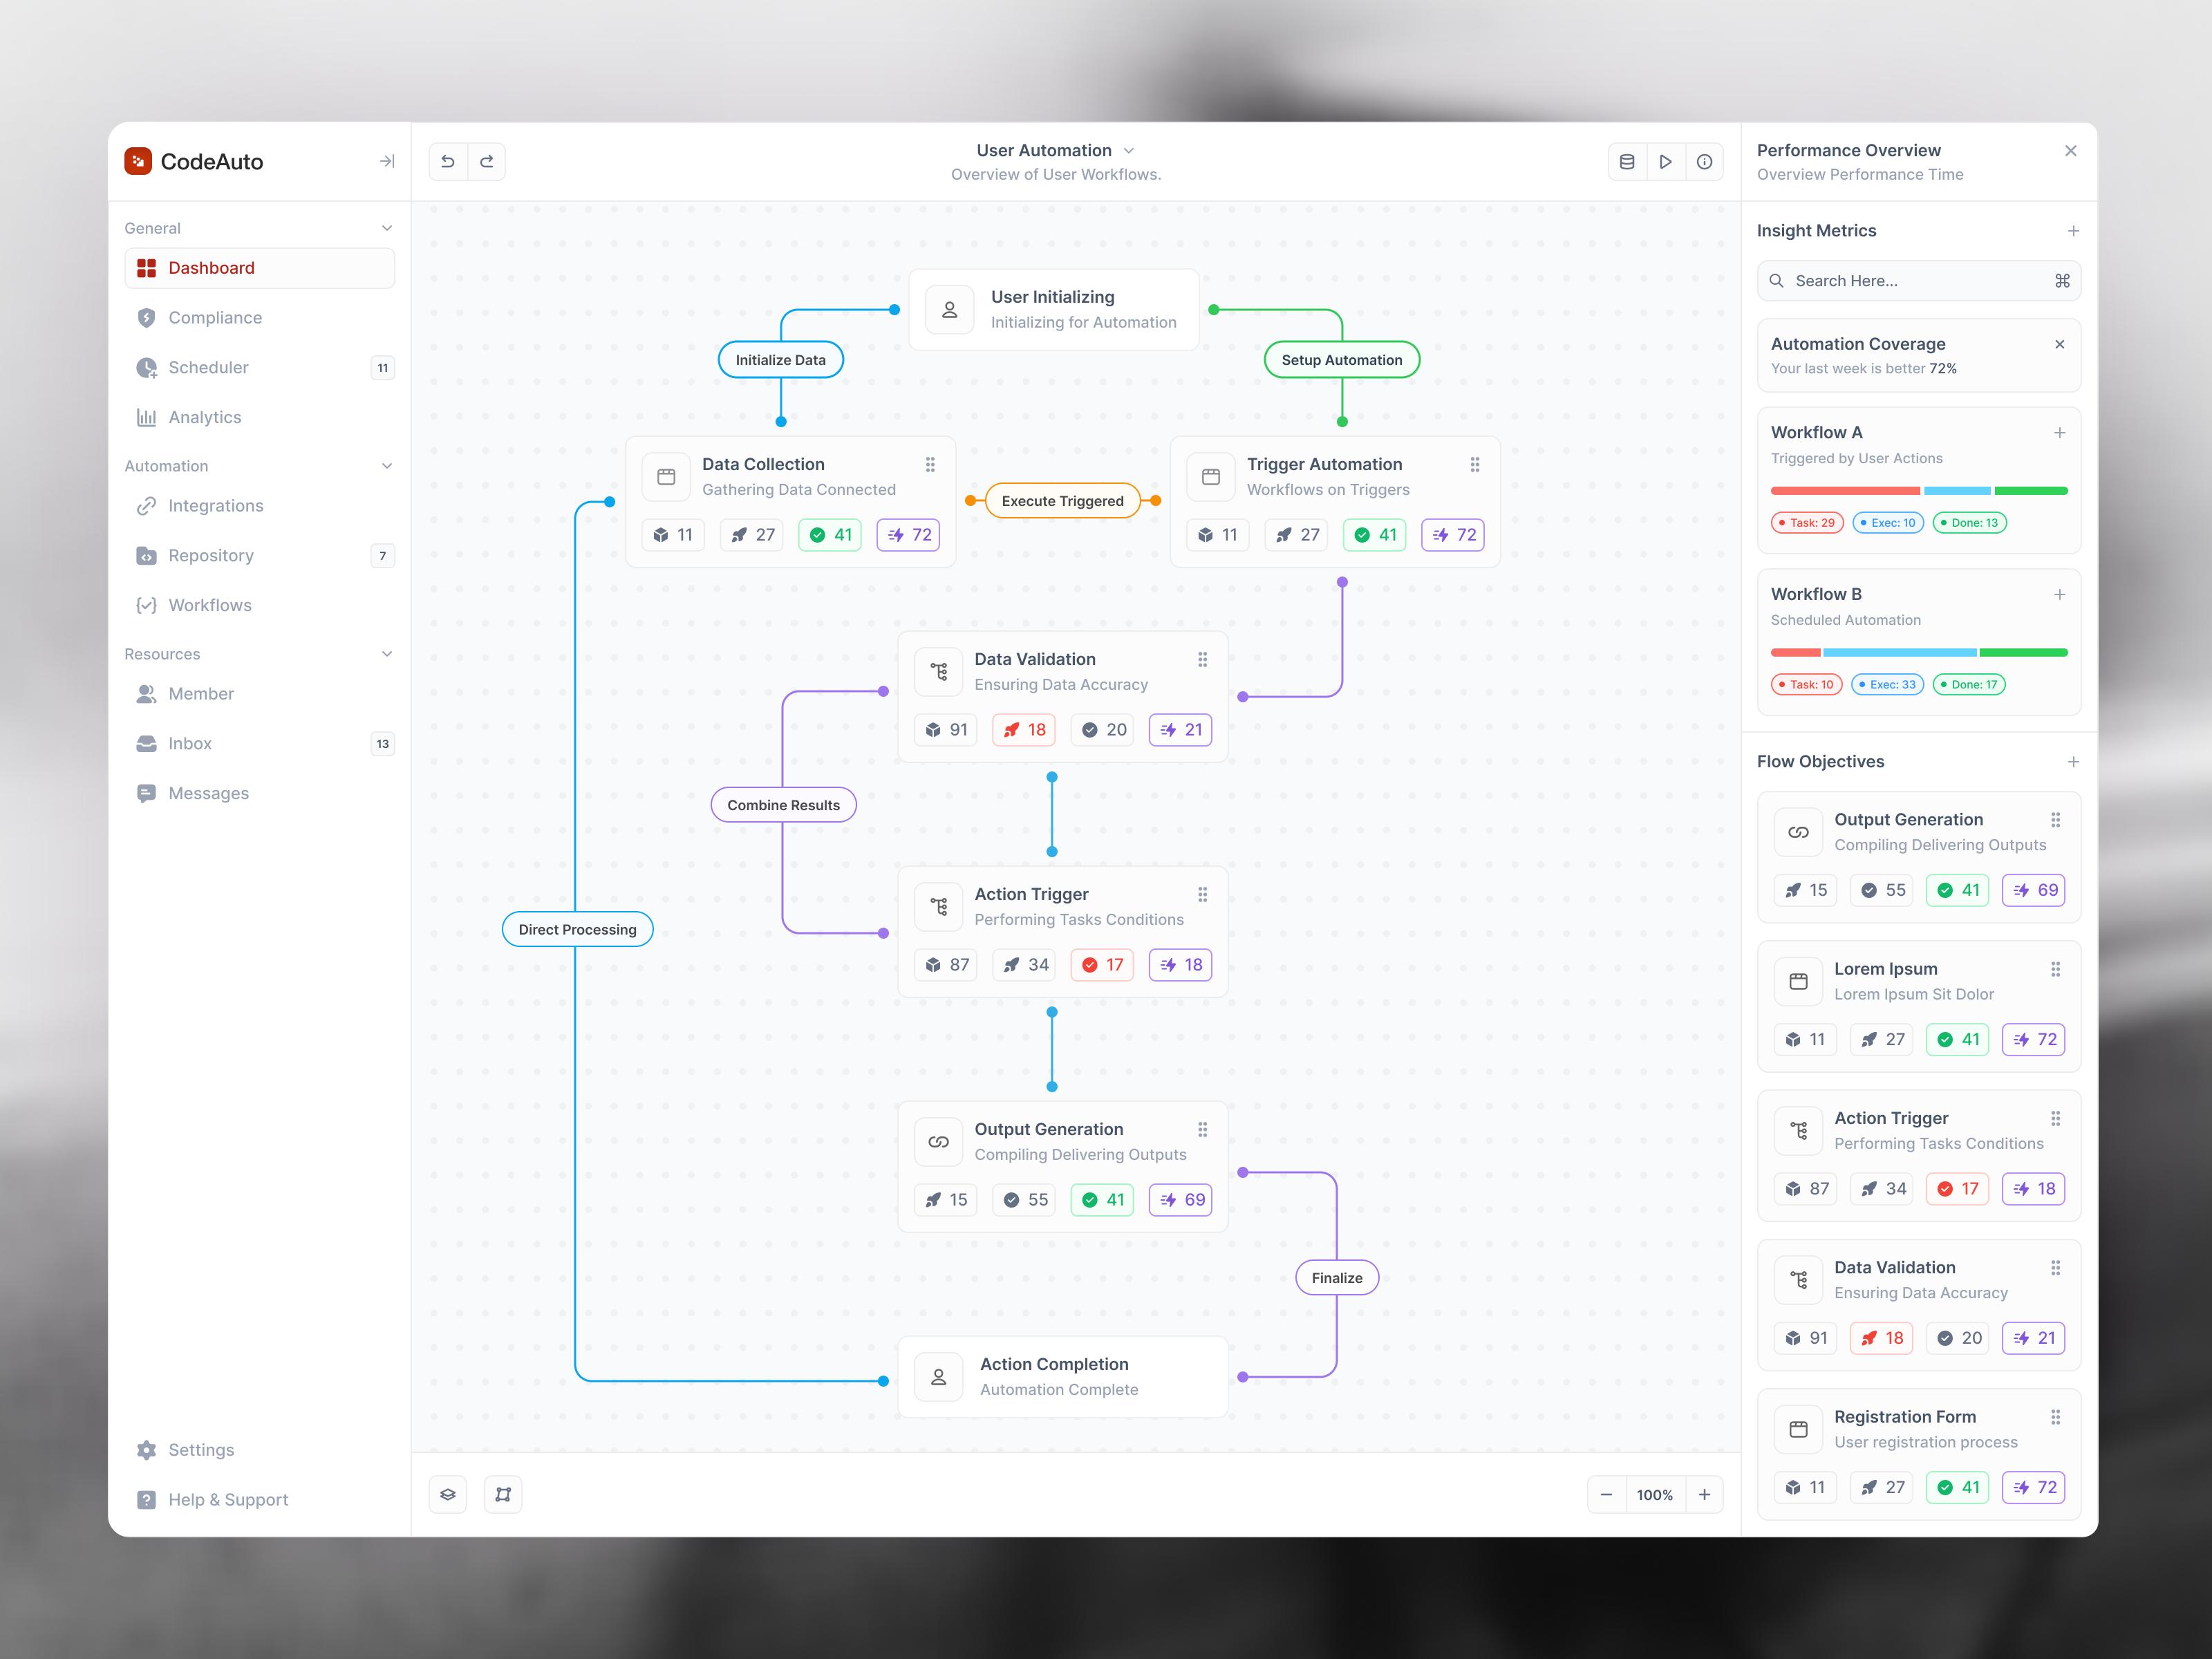 CodeAuto
General
Dashboard
Compliance
Scheduler
11
Analytics
Automation
Integrations
Repository
7
Workflows
Resources
Member
Inbox
13
Messages
Settings
Help & Support
User Automation
Overview of User Workflows.
User Initializing
Initializing for Automation
Initialize Data
Setup Automation
Data Collection
Gathering Data Connected
11 27 41 72
Execute Triggered
Trigger Automation
Workflows on Triggers
11 27 41 72
Data Validation
Ensuring Data Accuracy
91 18 20 21
Combine Results
Action Trigger
Performing Tasks Conditions
87 34 17 18
Direct Processing
Output Generation
Compiling Delivering Outputs
15 55 41 69
Finalize
Action Completion
Automation Complete
100%
Performance Overview
Overview Performance Time
Insight Metrics
Search Here...
Automation Coverage
Your last week is better 72%
Workflow A
Triggered by User Actions
Task: 29 Exec: 10 Done: 13
Workflow B
Scheduled Automation
Task: 10 Exec: 33 Done: 17
Flow Objectives
Output Generation
Compiling Delivering Outputs
15 55 41 69
Lorem Ipsum
Lorem Ipsum Sit Dolor
11 27 41 72
Action Trigger
Performing Tasks Conditions
87 34 17 18
Data Validation
Ensuring Data Accuracy
91 18 20 21
Registration Form
User registration process
11 27 41 72